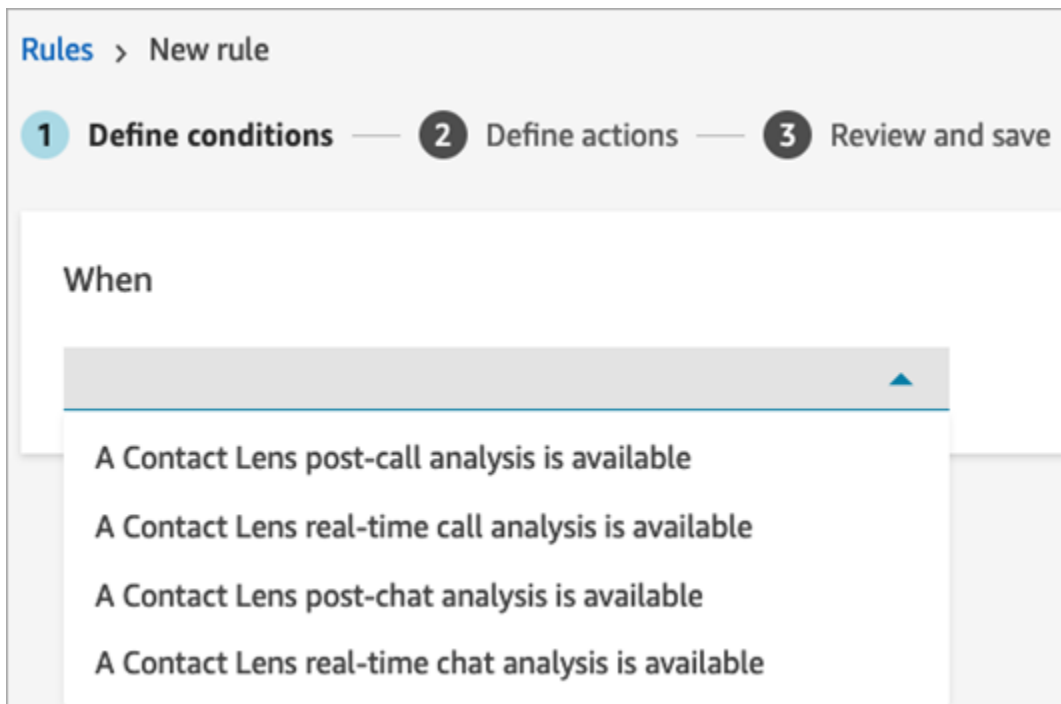 Rules > New rule
1 Define conditions 2 Define actions 3 Review and save
When
A Contact Lens post-call analysis is available
A Contact Lens real-time call analysis is available
A Contact Lens post-chat analysis is available
A Contact Lens real-time chat analysis is available